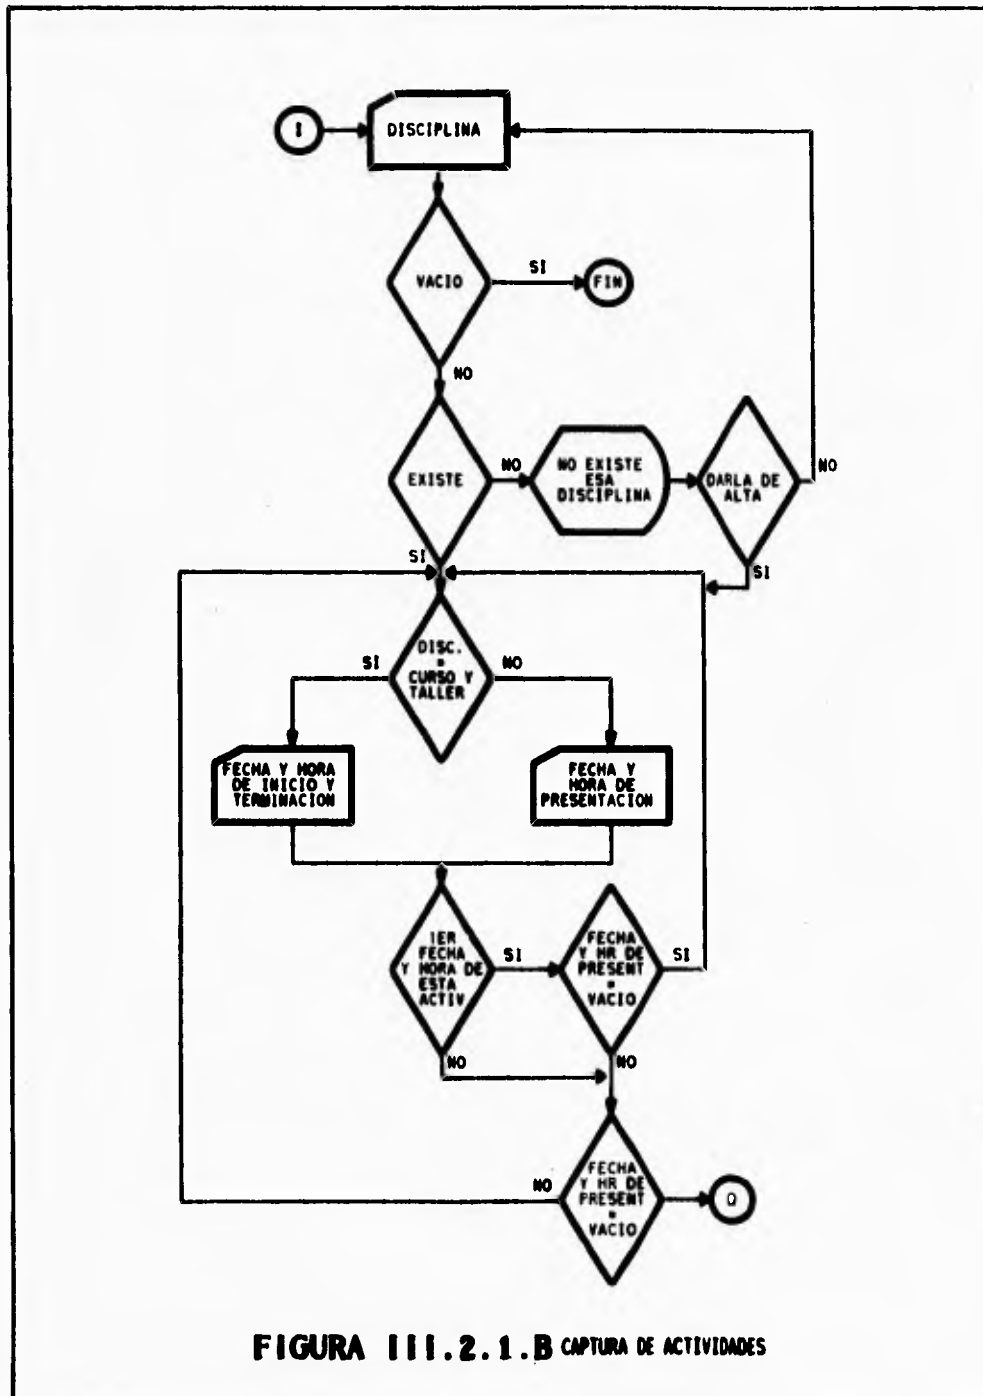 I
DISCIPLINA
VACIO
SI
FIN
NO
EXISTE
NO
NO EXISTE
ESA
DISCIPLINA
DARLA DE
ALTA
NO
SI
SI
DISC.
=
CURSO Y
TALLER
SI
NO
FECHA Y HORA
DE INICIO Y
TERMINACION
FECHA Y
HORA DE
PRESENTACION
1ER
FECHA
Y HORA DE
ESTA
ACTIV
SI
FECHA
Y HR DE
PRESENT
=
VACIO
SI
NO
NO
FECHA
Y HR DE
PRESENT
=
VACIO
NO
Q
FIGURA III.2.1.B CAPTURA DE ACTIVIDADES